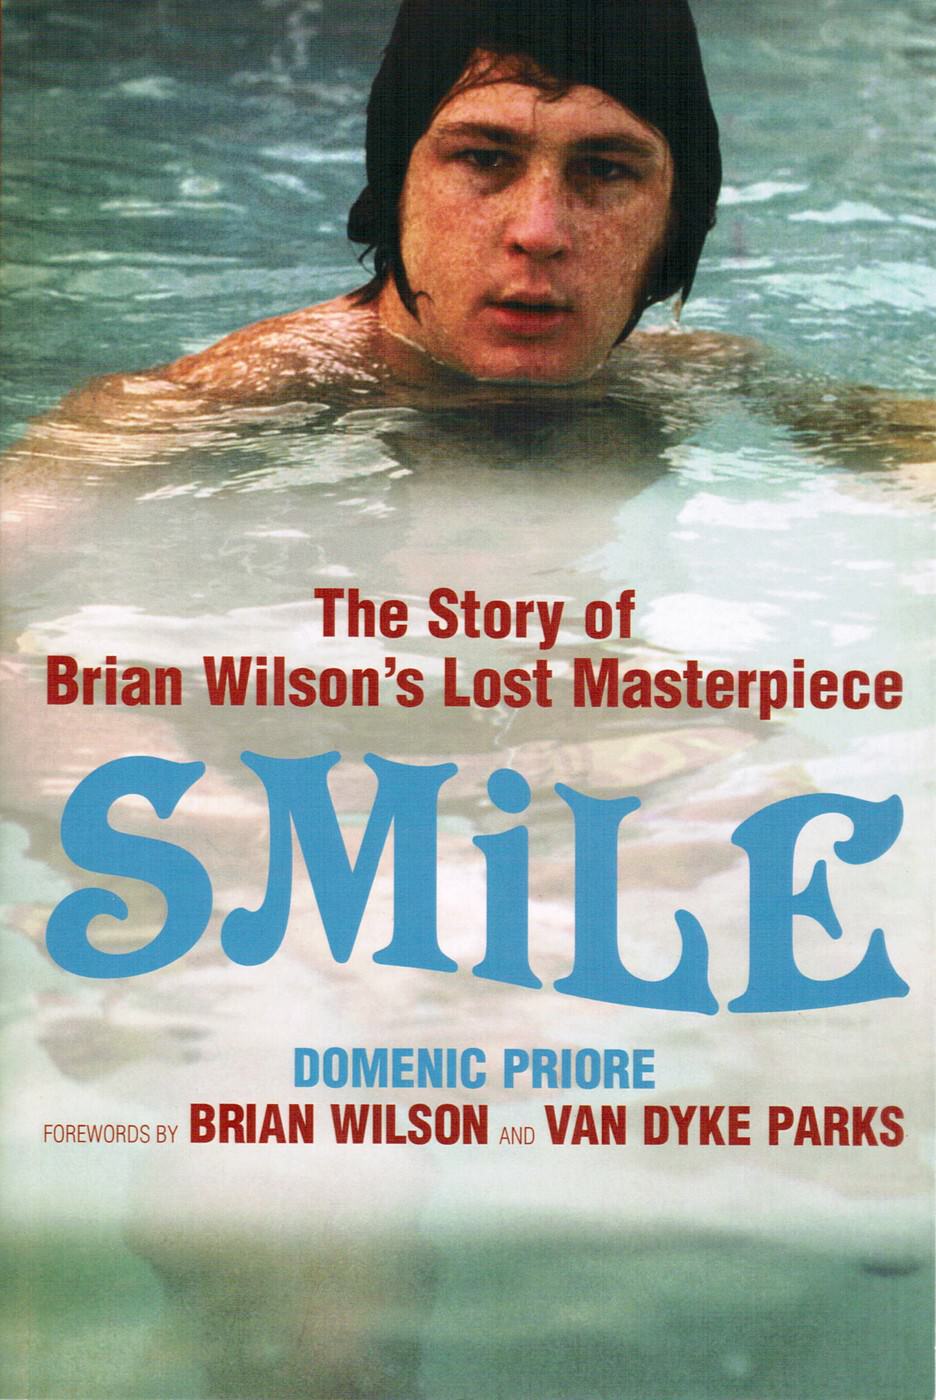 The Story of
Brian Wilson's Lost Masterpiece
SMiLE
DOMENIC PRIORE
FOREWORDS BY BRIAN WILSON AND VAN DYKE PARKS